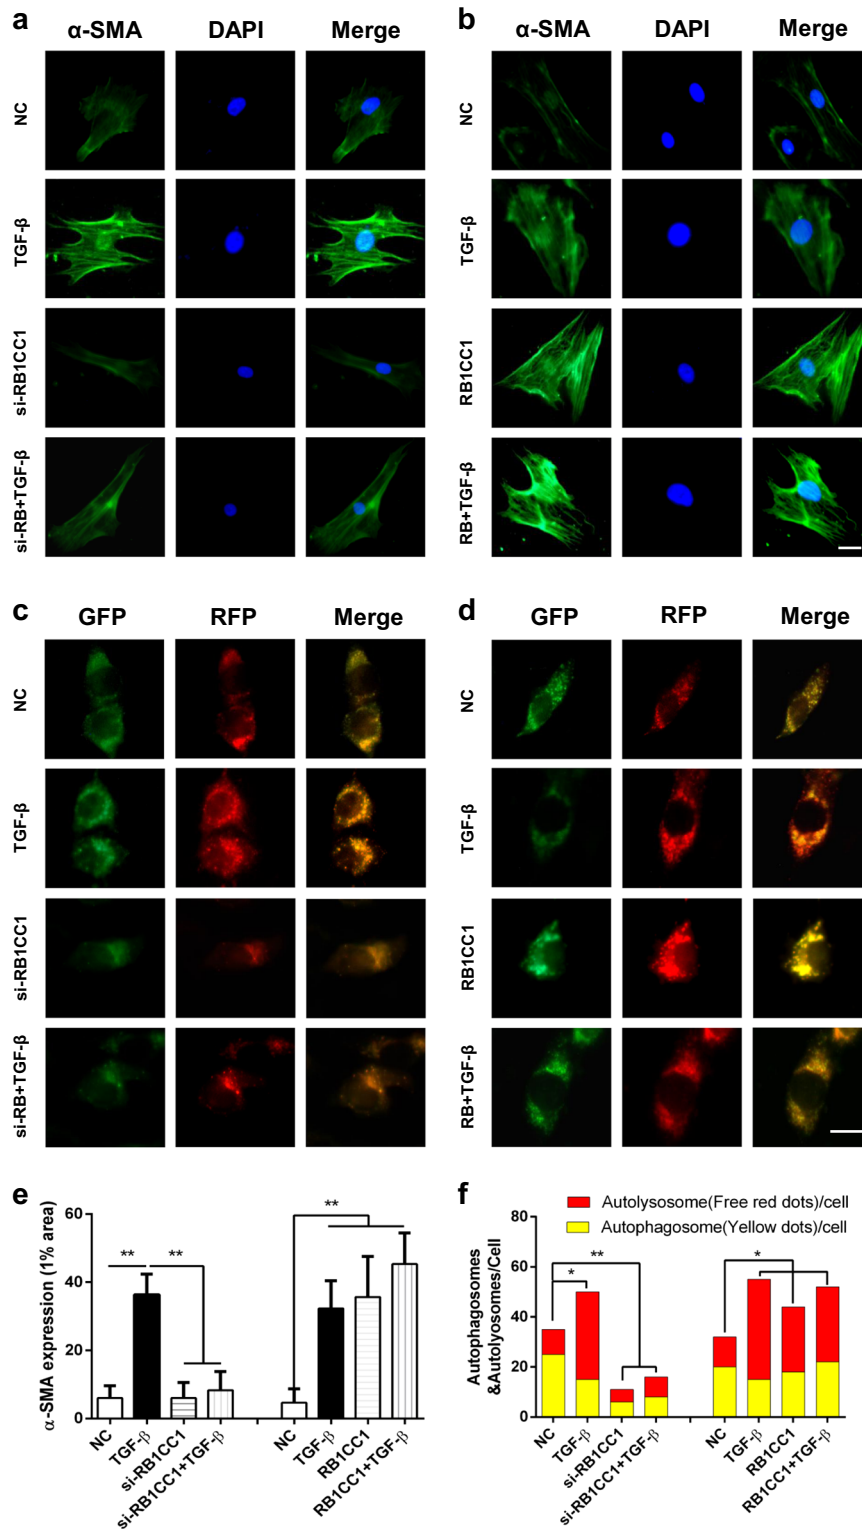 a
α-SMA DAPI Merge
NC
TGF-β
si-RB1CC1
si-RB+TGF-β
b
α-SMA DAPI Merge
NC
TGF-β
RB1CC1
RB+TGF-β
c
GFP RFP Merge
NC
TGF-β
si-RB1CC1
si-RB+TGF-β
d
GFP RFP Merge
NC
TGF-β
RB1CC1
RB+TGF-β
e
α-SMA expression (1% area)
60
40
20
0
** ** **
NC TGF-β si-RB1CC1 si-RB1CC1+TGF-β NC TGF-β RB1CC1 RB1CC1+TGF-β
f
Autolysosome(Free red dots)/cell
Autophagosome(Yellow dots)/cell
Autophagosomes
&Autolyosomes/Cell
80
60
40
20
0
* ** *
NC TGF-β si-RB1CC1 si-RB1CC1+TGF-β NC TGF-β RB1CC1 RB1CC1+TGF-β